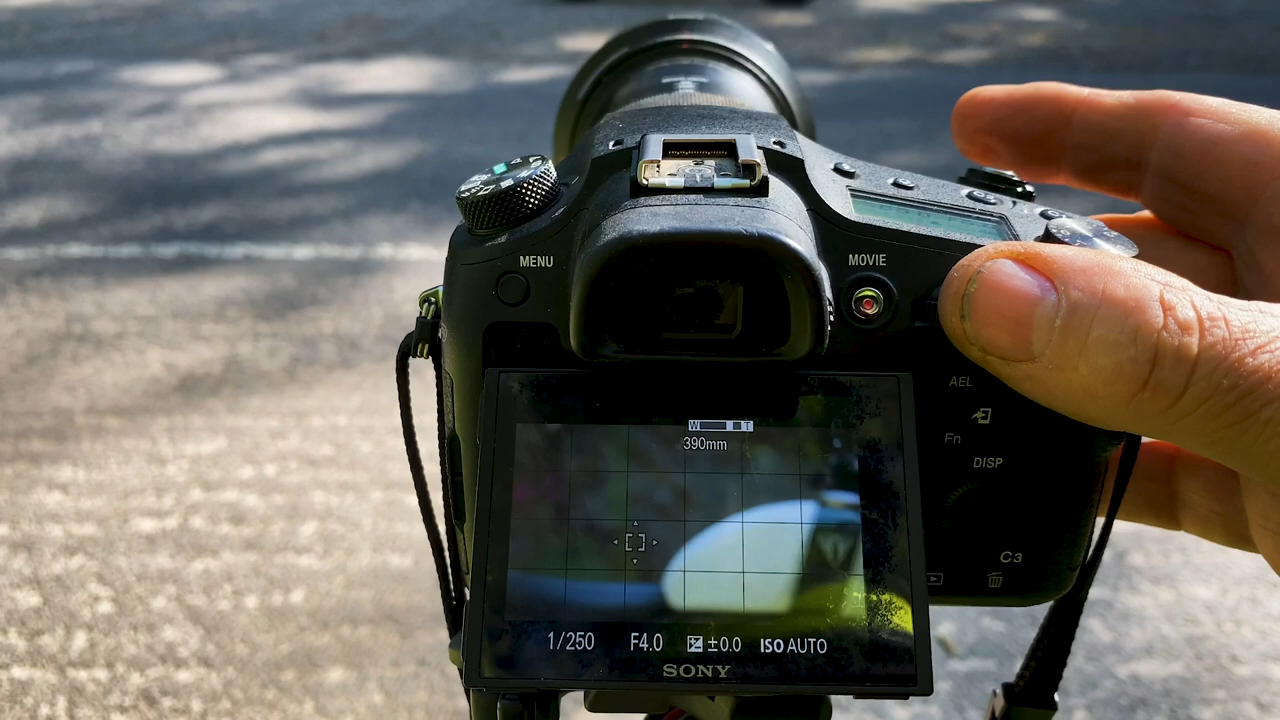 MENU
MOVIE
AEL
Fn
DISP
C3
W T
390mm
1/250 F4.0 ±0.0 ISO AUTO
SONY